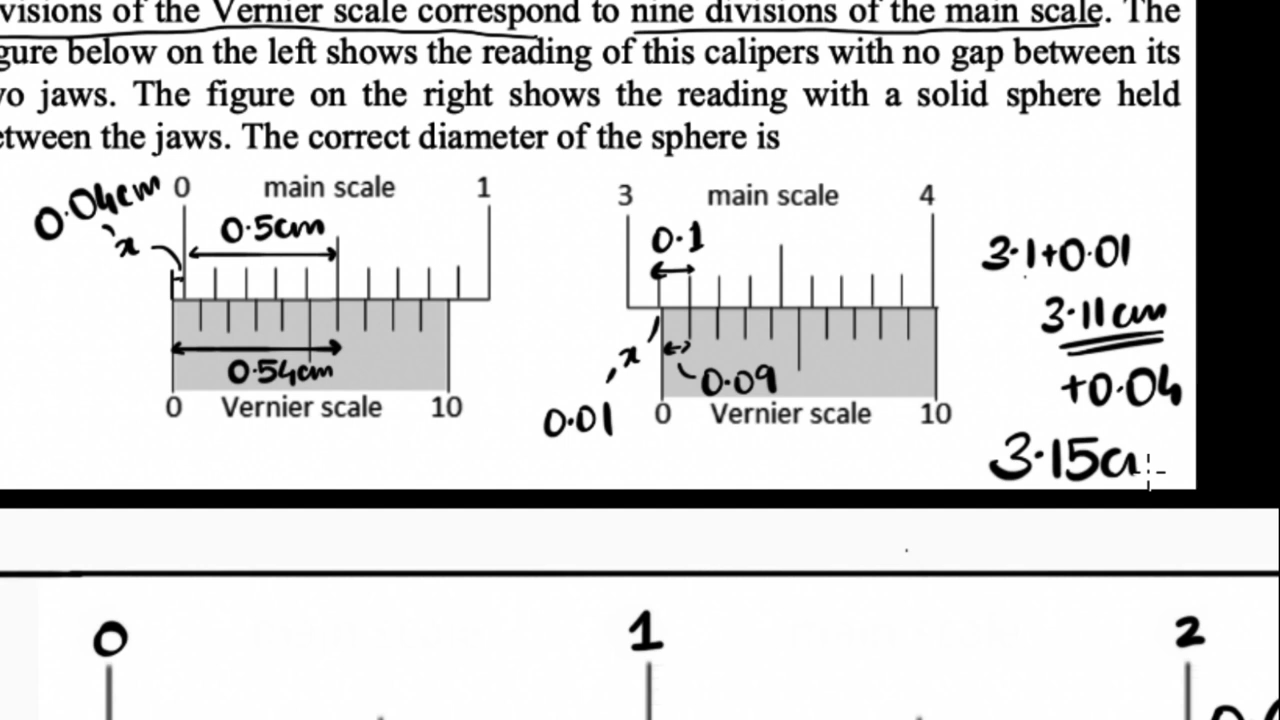 visions of the Vernier scale correspond to nine divisions of the main scale. The
gure below on the left shows the reading of this calipers with no gap between its
vo jaws. The figure on the right shows the reading with a solid sphere held
etween the jaws. The correct diameter of the sphere is
0.04cm 0 main scale 1
x 0.5cm
0.54cm
0 Vernier scale 10
3 main scale 4
0.1
x 0.09
0.01 0 Vernier scale 10
3.1+0.01
3.11cm
+0.04
3.15c
0 1 2